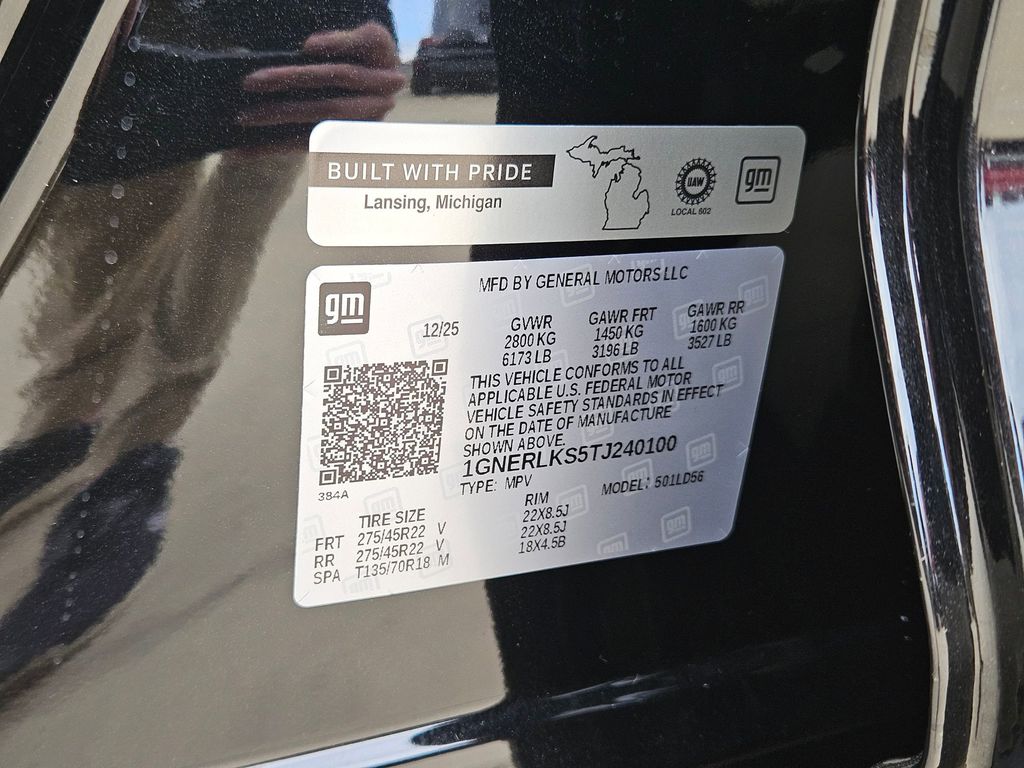 BUILT WITH PRIDE
Lansing, Michigan
UAW
LOCAL 602
gm
MFD BY GENERAL MOTORS LLC
gm
12/25
GVWR GAWR FRT GAWR RR
2800 KG 1450 KG 1600 KG
6173 LB 3196 LB 3527 LB
THIS VEHICLE CONFORMS TO ALL
APPLICABLE U.S. FEDERAL MOTOR
VEHICLE SAFETY STANDARDS IN EFFECT
ON THE DATE OF MANUFACTURE
SHOWN ABOVE.
1GNERLKS5TJ240100
TYPE: MPV MODEL: 501LD56
384A
TIRE SIZE RIM
FRT 275/45R22 V 22X8.5J
RR 275/45R22 V 22X8.5J
SPA T135/70R18 M 18X4.5B